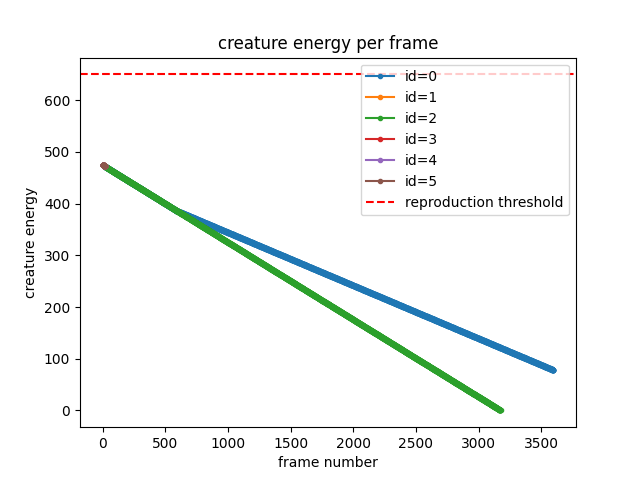 creature energy per frame
creature energy
600
500
400
300
200
100
0
id=0
id=1
id=2
id=3
id=4
id=5
reproduction threshold
0
500
1000
1500
2000
2500
3000
3500
frame number